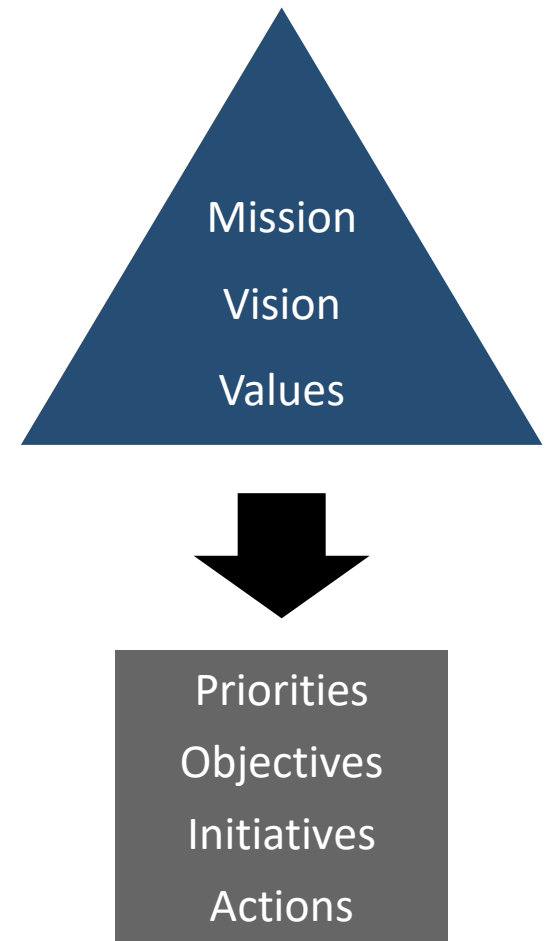 Mission
Vision
Values
Priorities
Objectives
Initiatives
Actions